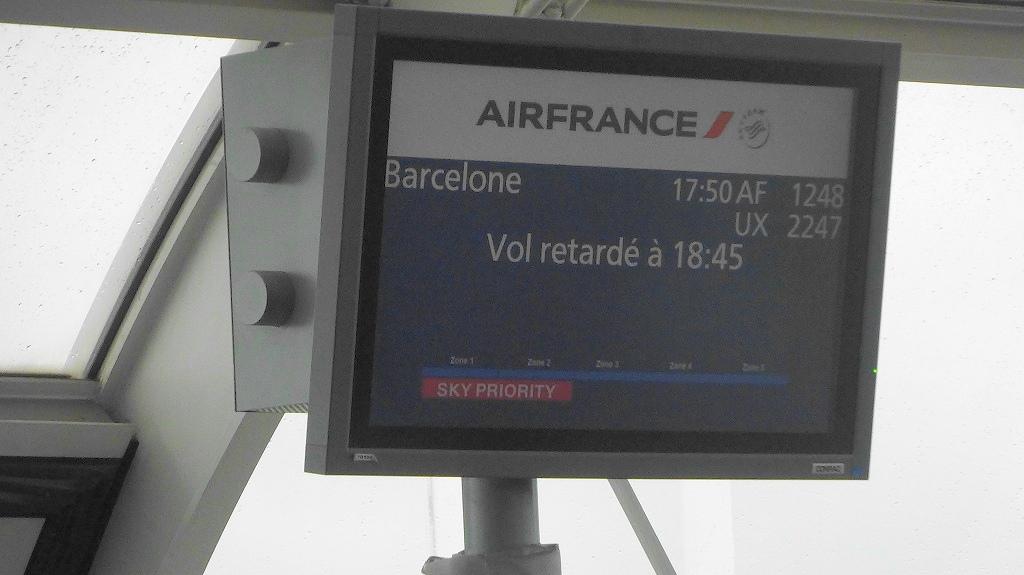 AIRFRANCE
Barcelone 17:50 AF 1248
UX 2247
Vol retardé à 18:45
Zone 1 Zone 2 Zone 3 Zone 4 Zone 5
SKY PRIORITY
COMPAQ